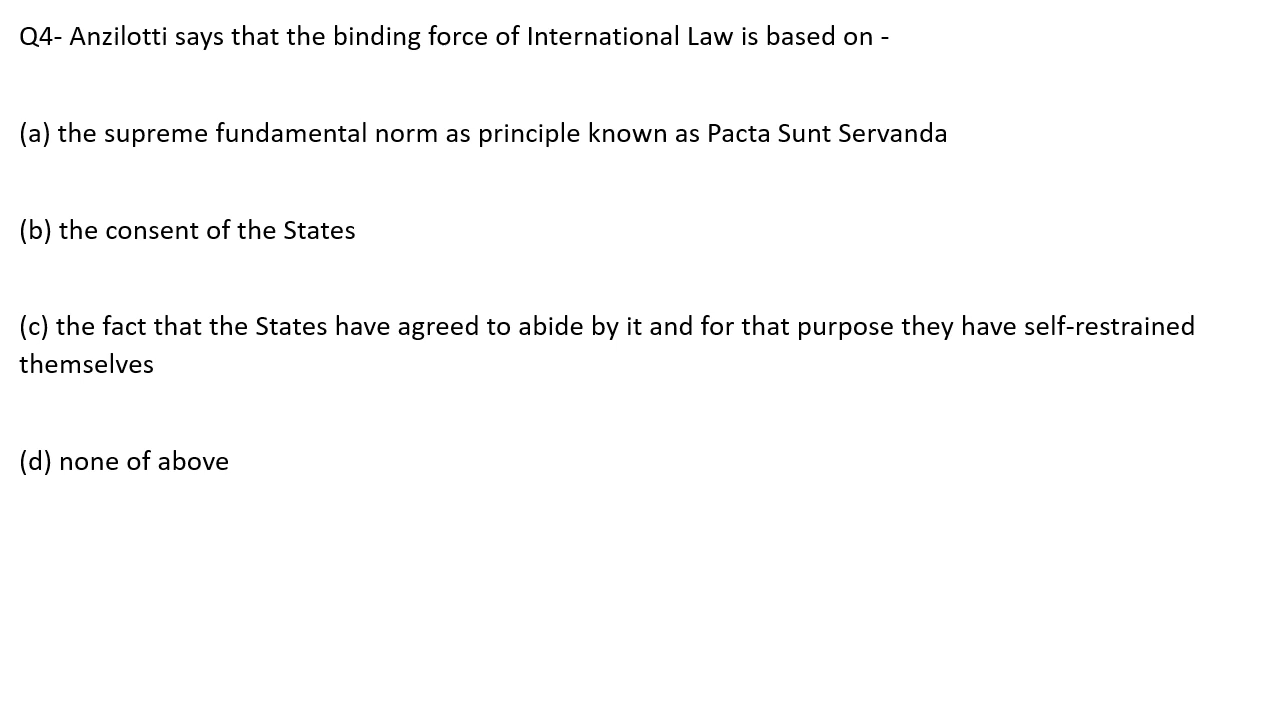 Q4- Anzilotti says that the binding force of International Law is based on -
(a) the supreme fundamental norm as principle known as Pacta Sunt Servanda
(b) the consent of the States
(c) the fact that the States have agreed to abide by it and for that purpose they have self-restrained
themselves
(d) none of above